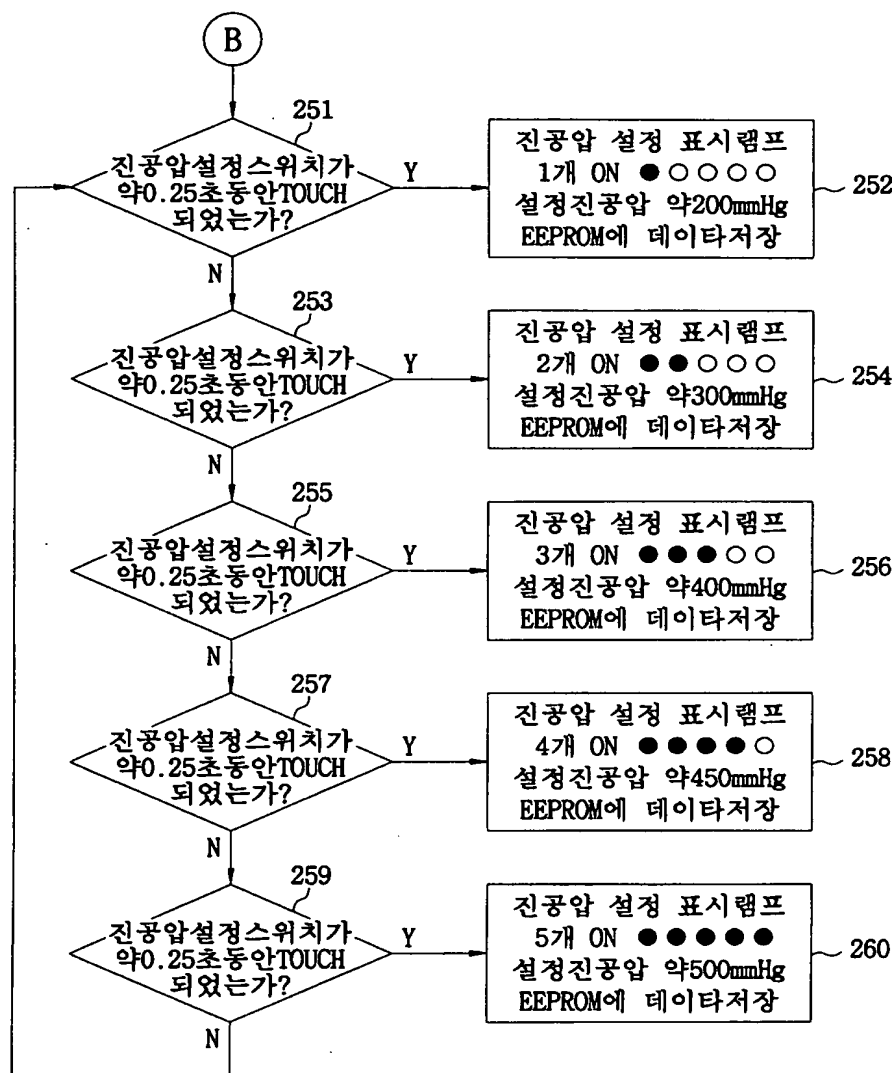 B
251
진공압설정스위치가
약0.25초동안TOUCH
되었는가?
Y
진공압 설정 표시램프
1개 ON ●○○○○
설정진공압 약200mmHg
EEPROM에 데이타저장
252
N
253
진공압설정스위치가
약0.25초동안TOUCH
되었는가?
Y
진공압 설정 표시램프
2개 ON ●●○○○
설정진공압 약300mmHg
EEPROM에 데이타저장
254
N
255
진공압설정스위치가
약0.25초동안TOUCH
되었는가?
Y
진공압 설정 표시램프
3개 ON ●●●○○
설정진공압 약400mmHg
EEPROM에 데이타저장
256
N
257
진공압설정스위치가
약0.25초동안TOUCH
되었는가?
Y
진공압 설정 표시램프
4개 ON ●●●●○
설정진공압 약450mmHg
EEPROM에 데이타저장
258
N
259
진공압설정스위치가
약0.25초동안TOUCH
되었는가?
Y
진공압 설정 표시램프
5개 ON ●●●●●
설정진공압 약500mmHg
EEPROM에 데이타저장
260
N